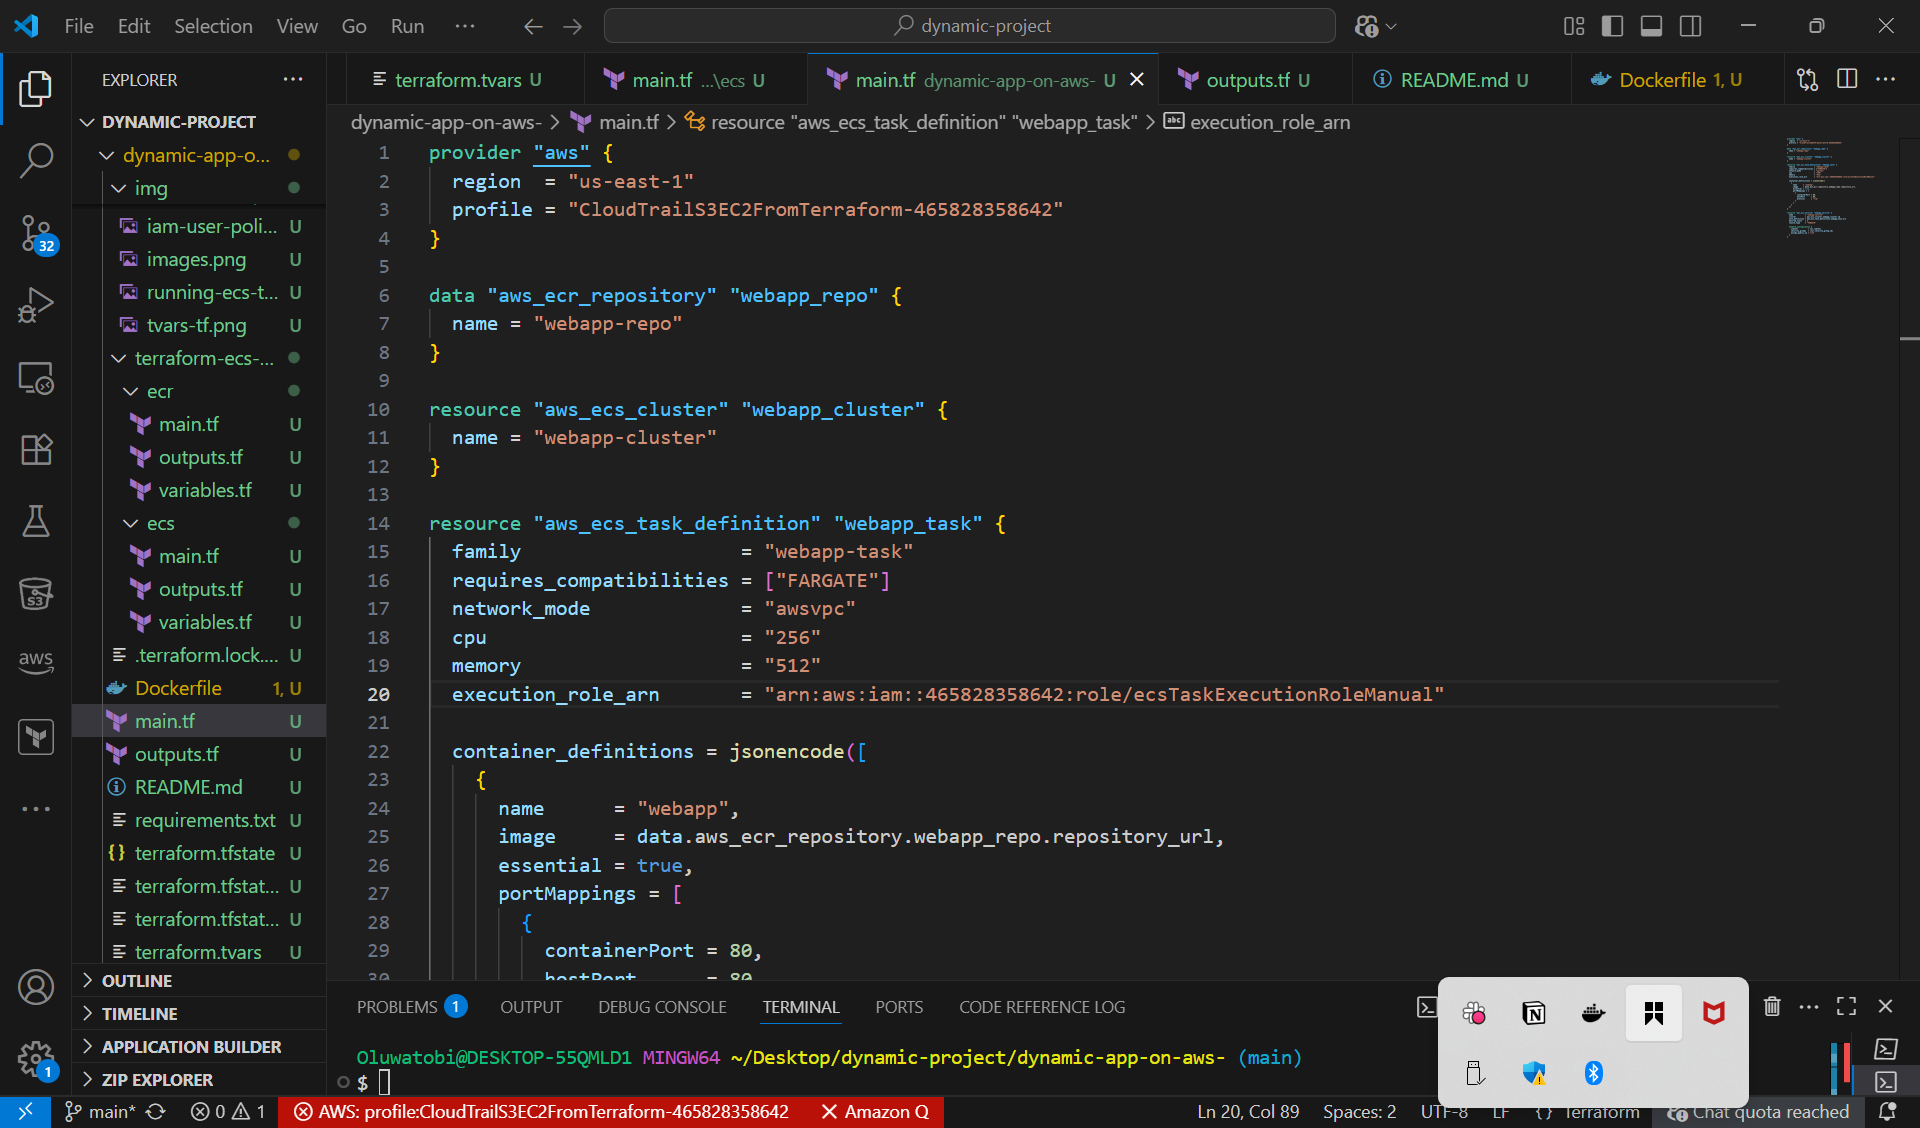 File Edit Selection View Go Run ··· dynamic-project
EXPLORER
terraform.tvars U main.tf ...\ecs U main.tf dynamic-app-on-aws- U outputs.tf U README.md U Dockerfile 1, U
DYNAMIC-PROJECT
dynamic-app-o...
img
iam-user-poli... U
images.png U
running-ecs-t... U
tvars-tf.png U
terraform-ecs-...
ecr
main.tf U
outputs.tf U
variables.tf U
ecs
main.tf U
outputs.tf U
variables.tf U
.terraform.lock.... U
Dockerfile 1, U
main.tf U
outputs.tf U
README.md U
requirements.txt U
terraform.tfstate U
terraform.tfstat... U
terraform.tfstat... U
terraform.tvars U
OUTLINE
TIMELINE
APPLICATION BUILDER
ZIP EXPLORER
32
S3
aws
1
dynamic-app-on-aws- > main.tf > resource "aws_ecs_task_definition" "webapp_task" > abc execution_role_arn
1 provider "aws" {
2 region = "us-east-1"
3 profile = "CloudTrailS3EC2FromTerraform-465828358642"
4 }
5
6 data "aws_ecr_repository" "webapp_repo" {
7 name = "webapp-repo"
8 }
9
10 resource "aws_ecs_cluster" "webapp_cluster" {
11 name = "webapp-cluster"
12 }
13
14 resource "aws_ecs_task_definition" "webapp_task" {
15 family = "webapp-task"
16 requires_compatibilities = ["FARGATE"]
17 network_mode = "awsvpc"
18 cpu = "256"
19 memory = "512"
20 execution_role_arn = "arn:aws:iam::465828358642:role/ecsTaskExecutionRoleManual"
21
22 container_definitions = jsonencode([
23 {
24 name = "webapp",
25 image = data.aws_ecr_repository.webapp_repo.repository_url,
26 essential = true,
27 portMappings = [
28 {
29 containerPort = 80,
30 hostPort = 80
PROBLEMS 1 OUTPUT DEBUG CONSOLE TERMINAL PORTS CODE REFERENCE LOG
Oluwatobi@DESKTOP-55QMLD1 MINGW64 ~/Desktop/dynamic-project/dynamic-app-on-aws- (main)
$
main* 0 1 AWS: profile:CloudTrailS3EC2FromTerraform-465828358642 Amazon Q Ln 20, Col 89 Spaces: 2 UTF-8 LF {} Terraform Chat quota reached